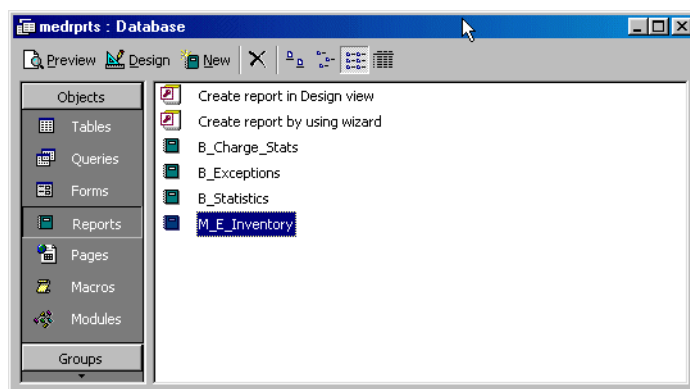 medrpts : Database
Preview Design New
Objects
Tables
Queries
Forms
Reports
Pages
Macros
Modules
Groups
Create report in Design view
Create report by using wizard
B_Charge_Stats
B_Exceptions
B_Statistics
M_E_Inventory